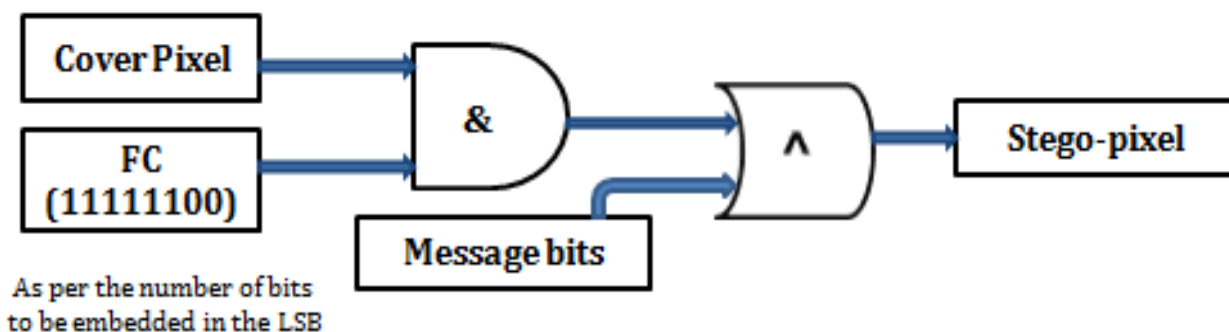 Cover Pixel
&
^
Stego-pixel
FC
(11111100)
Message bits
As per the number of bits
to be embedded in the LSB